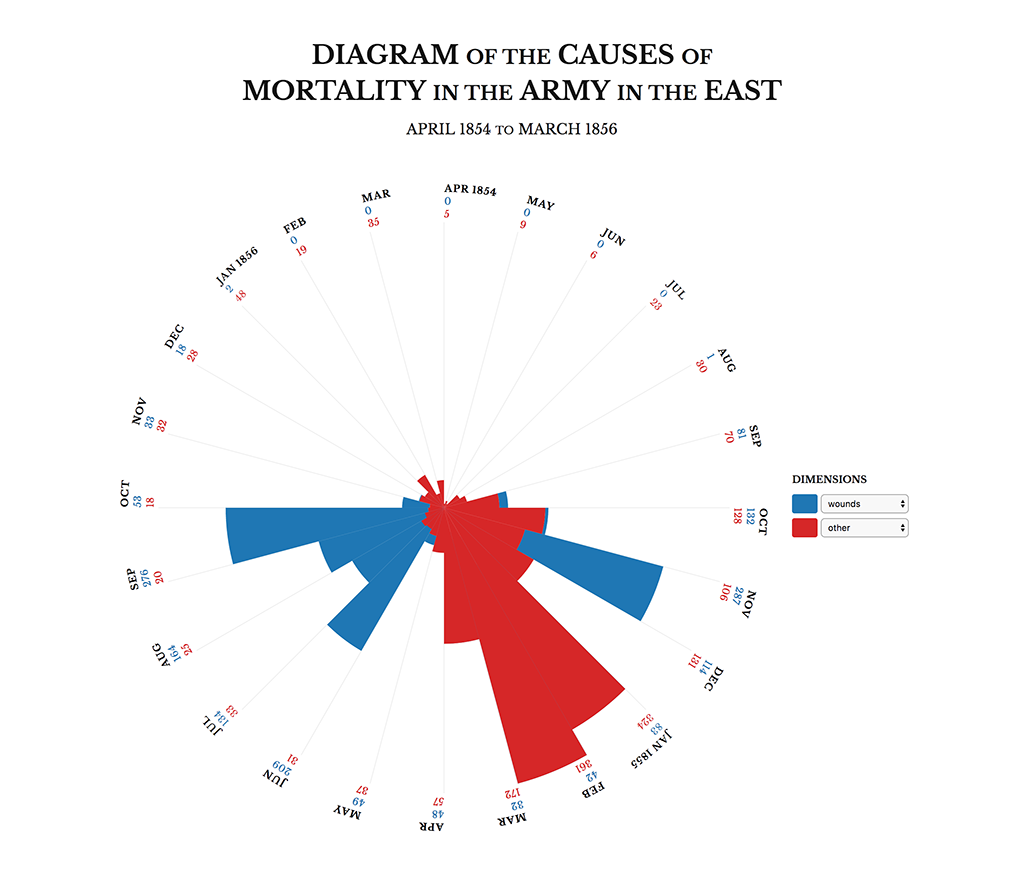 DIAGRAM OF THE CAUSES OF
MORTALITY IN THE ARMY IN THE EAST
APRIL 1854 TO MARCH 1856
APR 1854
0
5
MAY
0
9
JUN
0
6
JUL
0
23
AUG
1
30
SEP
81
70
OCT
132
128
NOV
287
106
DEC
114
131
JAN 1855
83
324
FEB
42
361
MAR
32
172
APR
48
57
MAY
49
37
JUN
209
31
JUL
134
33
AUG
164
25
SEP
276
20
OCT
53
18
NOV
33
32
DEC
18
28
JAN 1856
2
48
FEB
0
19
MAR
0
35
DIMENSIONS
wounds
other